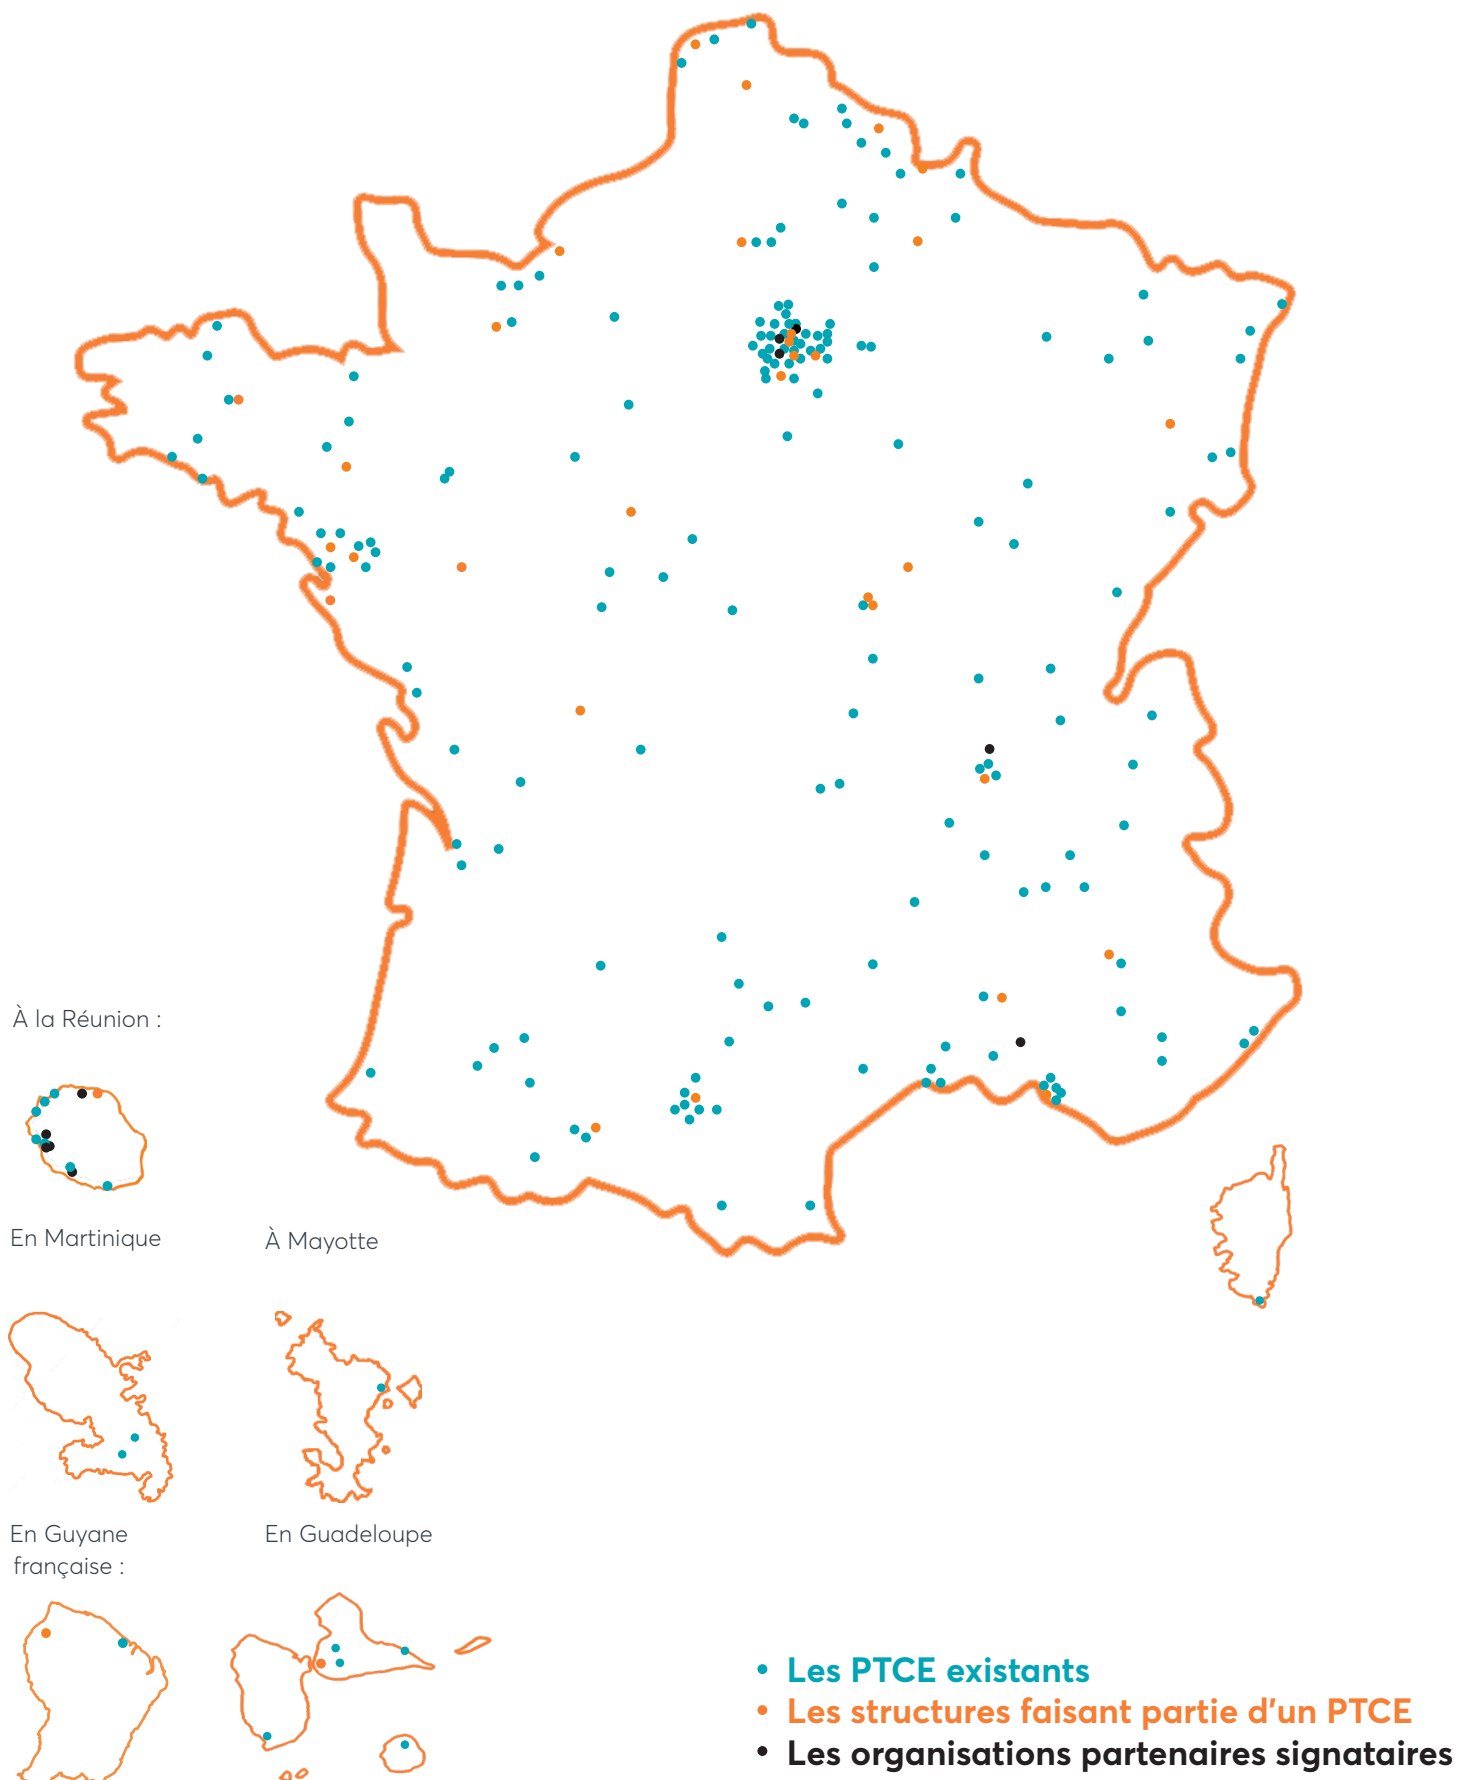 À la Réunion :
En Martinique
À Mayotte
En Guyane
française :
En Guadeloupe
• Les PTCE existants
• Les structures faisant partie d'un PTCE
• Les organisations partenaires signataires